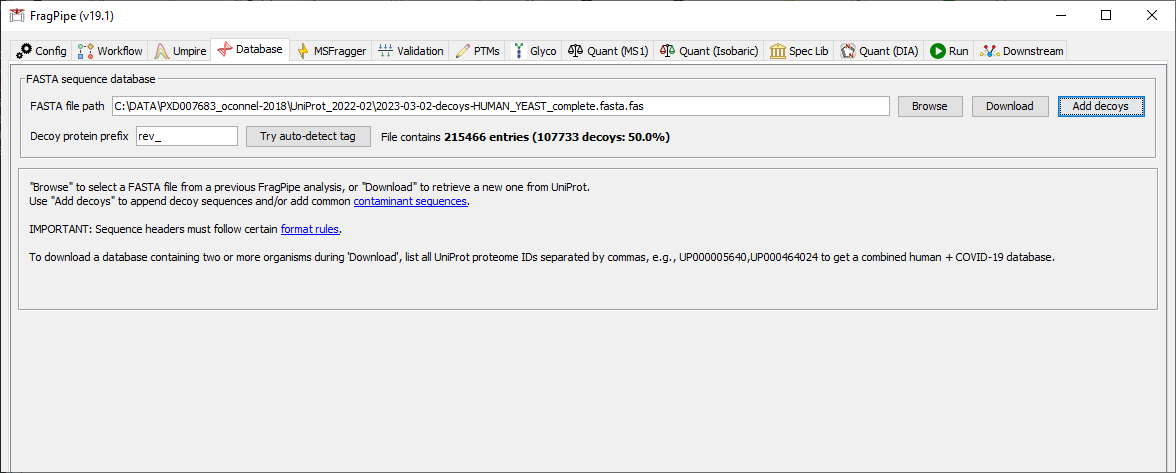 FragPipe (v19.1)
Config Workflow Umpire Database MSFragger Validation PTMs Glyco Quant (MS1) Quant (Isobaric) Spec Lib Quant (DIA) Run Downstream
FASTA sequence database
FASTA file path C:\DATA\PXD007683_oconnel-2018\UniProt_2022-02\2023-03-02-decoys-HUMAN_YEAST_complete.fasta.fas Browse Download Add decoys
Decoy protein prefix rev_ Try auto-detect tag File contains 215466 entries (107733 decoys: 50.0%)
"Browse" to select a FASTA file from a previous FragPipe analysis, or "Download" to retrieve a new one from UniProt.
Use "Add decoys" to append decoy sequences and/or add common contaminant sequences.
IMPORTANT: Sequence headers must follow certain format rules.
To download a database containing two or more organisms during 'Download', list all UniProt proteome IDs separated by commas, e.g., UP000005640,UP000464024 to get a combined human + COVID-19 database.